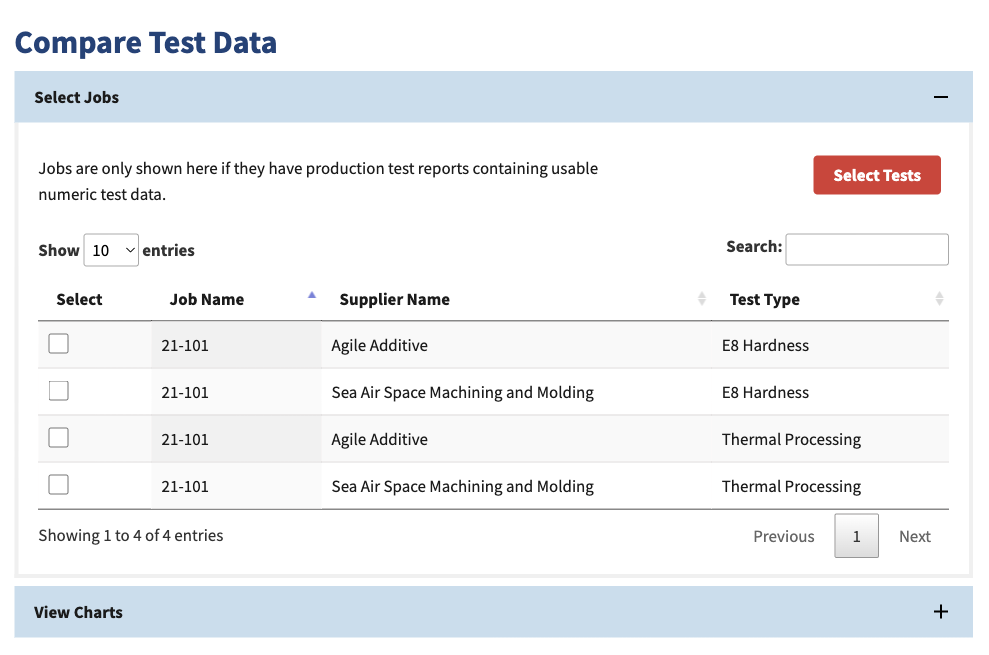 Compare Test Data
Select Jobs
Jobs are only shown here if they have production test reports containing usable
numeric test data.
Select Tests
Show 10 entries
Search:
Select Job Name Supplier Name Test Type
21-101 Agile Additive E8 Hardness
21-101 Sea Air Space Machining and Molding E8 Hardness
21-101 Agile Additive Thermal Processing
21-101 Sea Air Space Machining and Molding Thermal Processing
Showing 1 to 4 of 4 entries
Previous 1 Next
View Charts